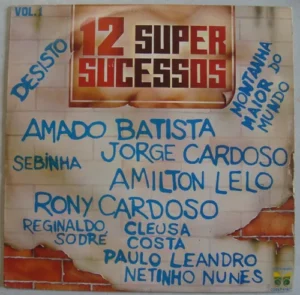 VOL.1
12 SUPER
SUCESSOS
DESISTO
MONTANHA
MAIOR DO
MUNDO
AMADO BATISTA
SEBINHA
JORGE CARDOSO
AMILTON LELO
RONY CARDOSO
REGINALDO
SODRÉ
CLEUSA
COSTA
PAULO LEANDRO
NETINHO NUNES